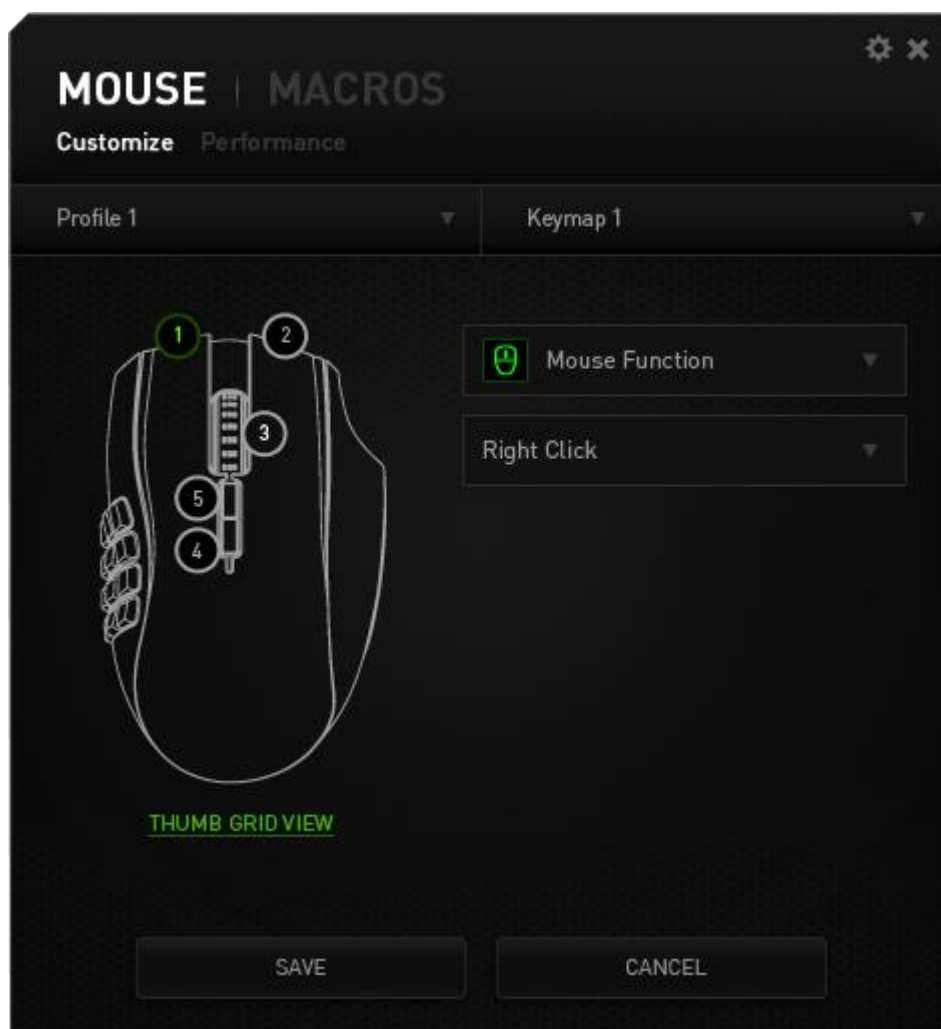 MOUSE | MACROS
Customize Performance
Profile 1
Keymap 1
1
2
Mouse Function
3
Right Click
5
4
THUMB GRID VIEW
SAVE
CANCEL